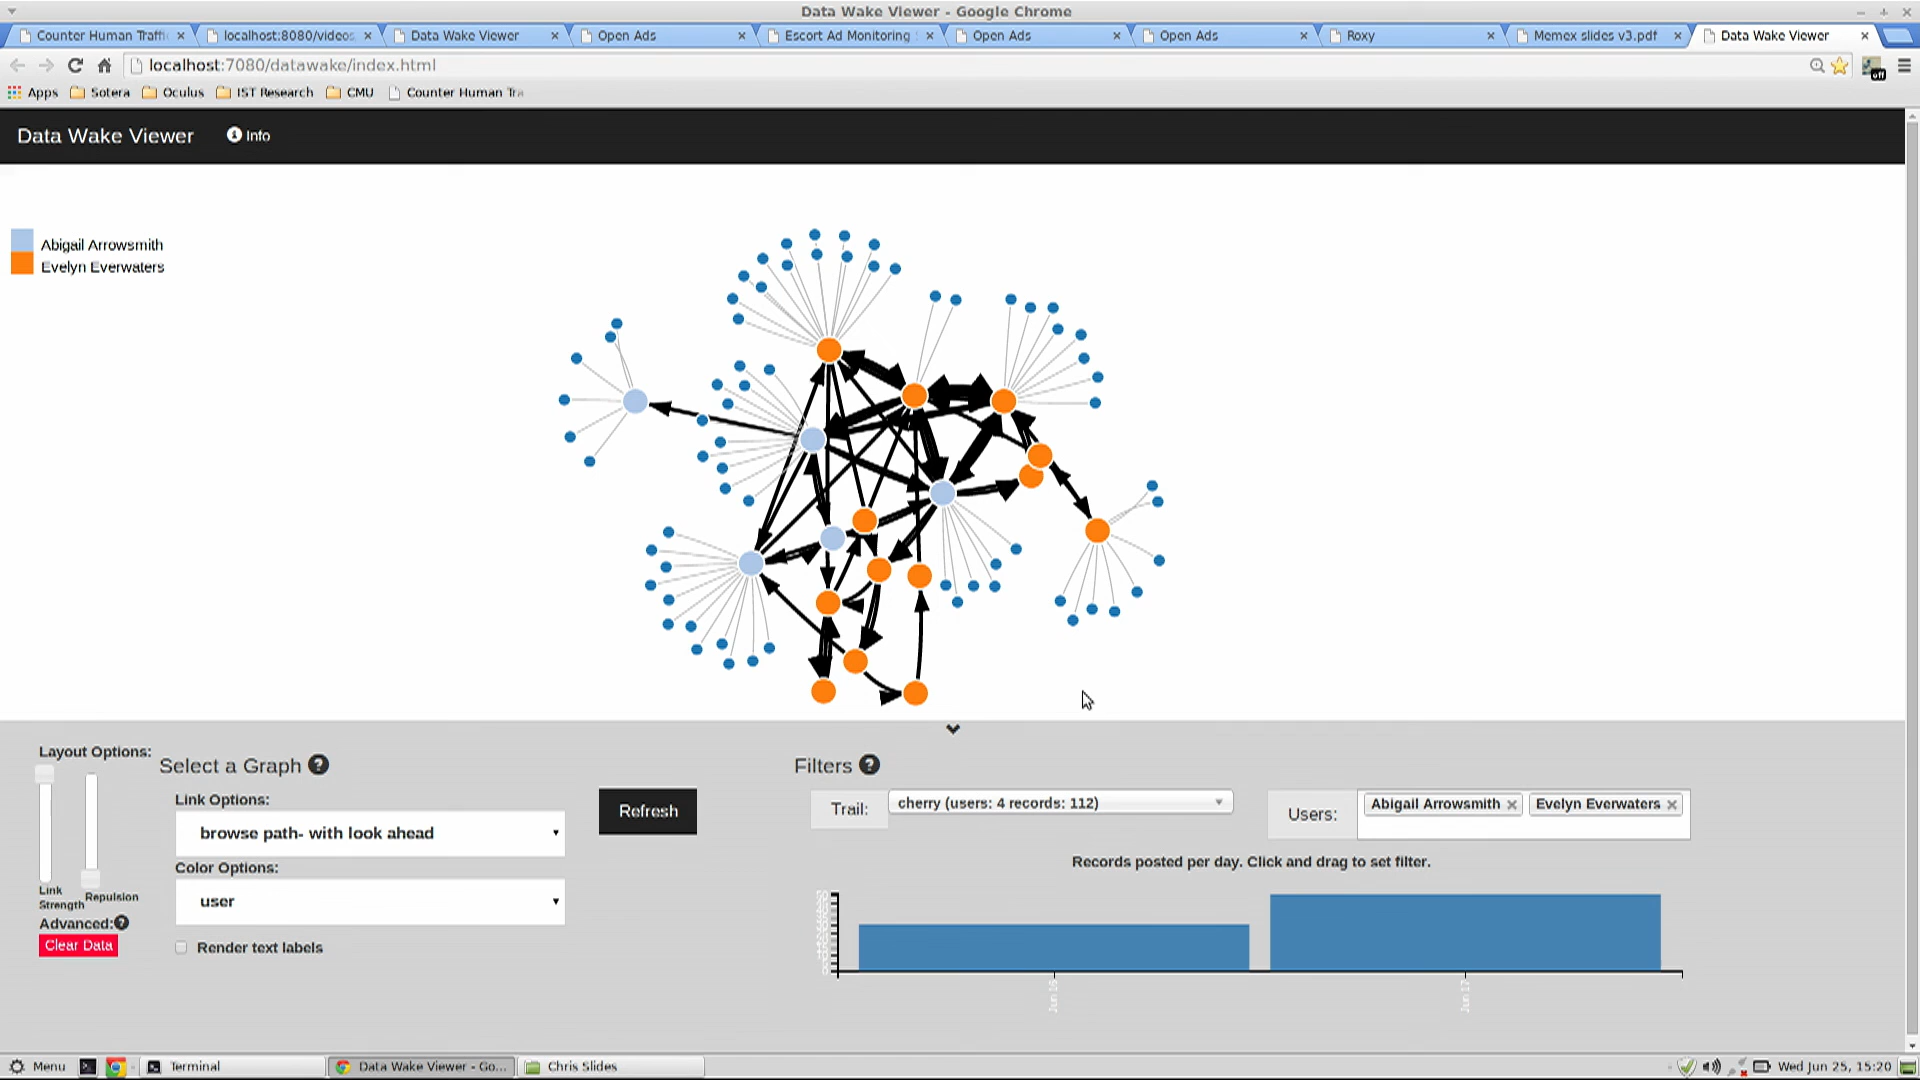 Data Wake Viewer - Google Chrome
Counter Human Traffi
localhost:8080/videos
Data Wake Viewer
Open Ads
Escort Ad Monitoring
Open Ads
Open Ads
Roxy
Memex slides v3.pdf
Data Wake Viewer
localhost:7080/datawake/index.html
off
Apps
Sotera
Oculus
IST Research
CMU
Counter Human Tra
Data Wake Viewer
Info
Abigail Arrowsmith
Evelyn Everwaters
Layout Options:
Link
Strength
Repulsion
Advanced:
Clear Data
Select a Graph
Link Options:
browse path- with look ahead
Color Options:
user
Render text labels
Refresh
Filters
Trail:
cherry (users: 4 records: 112)
Users:
Abigail Arrowsmith
Evelyn Everwaters
Records posted per day. Click and drag to set filter.
Jun 16
Jun 17
Menu
Terminal
Data Wake Viewer - Go...
Chris Slides
Wed Jun 25, 15:20